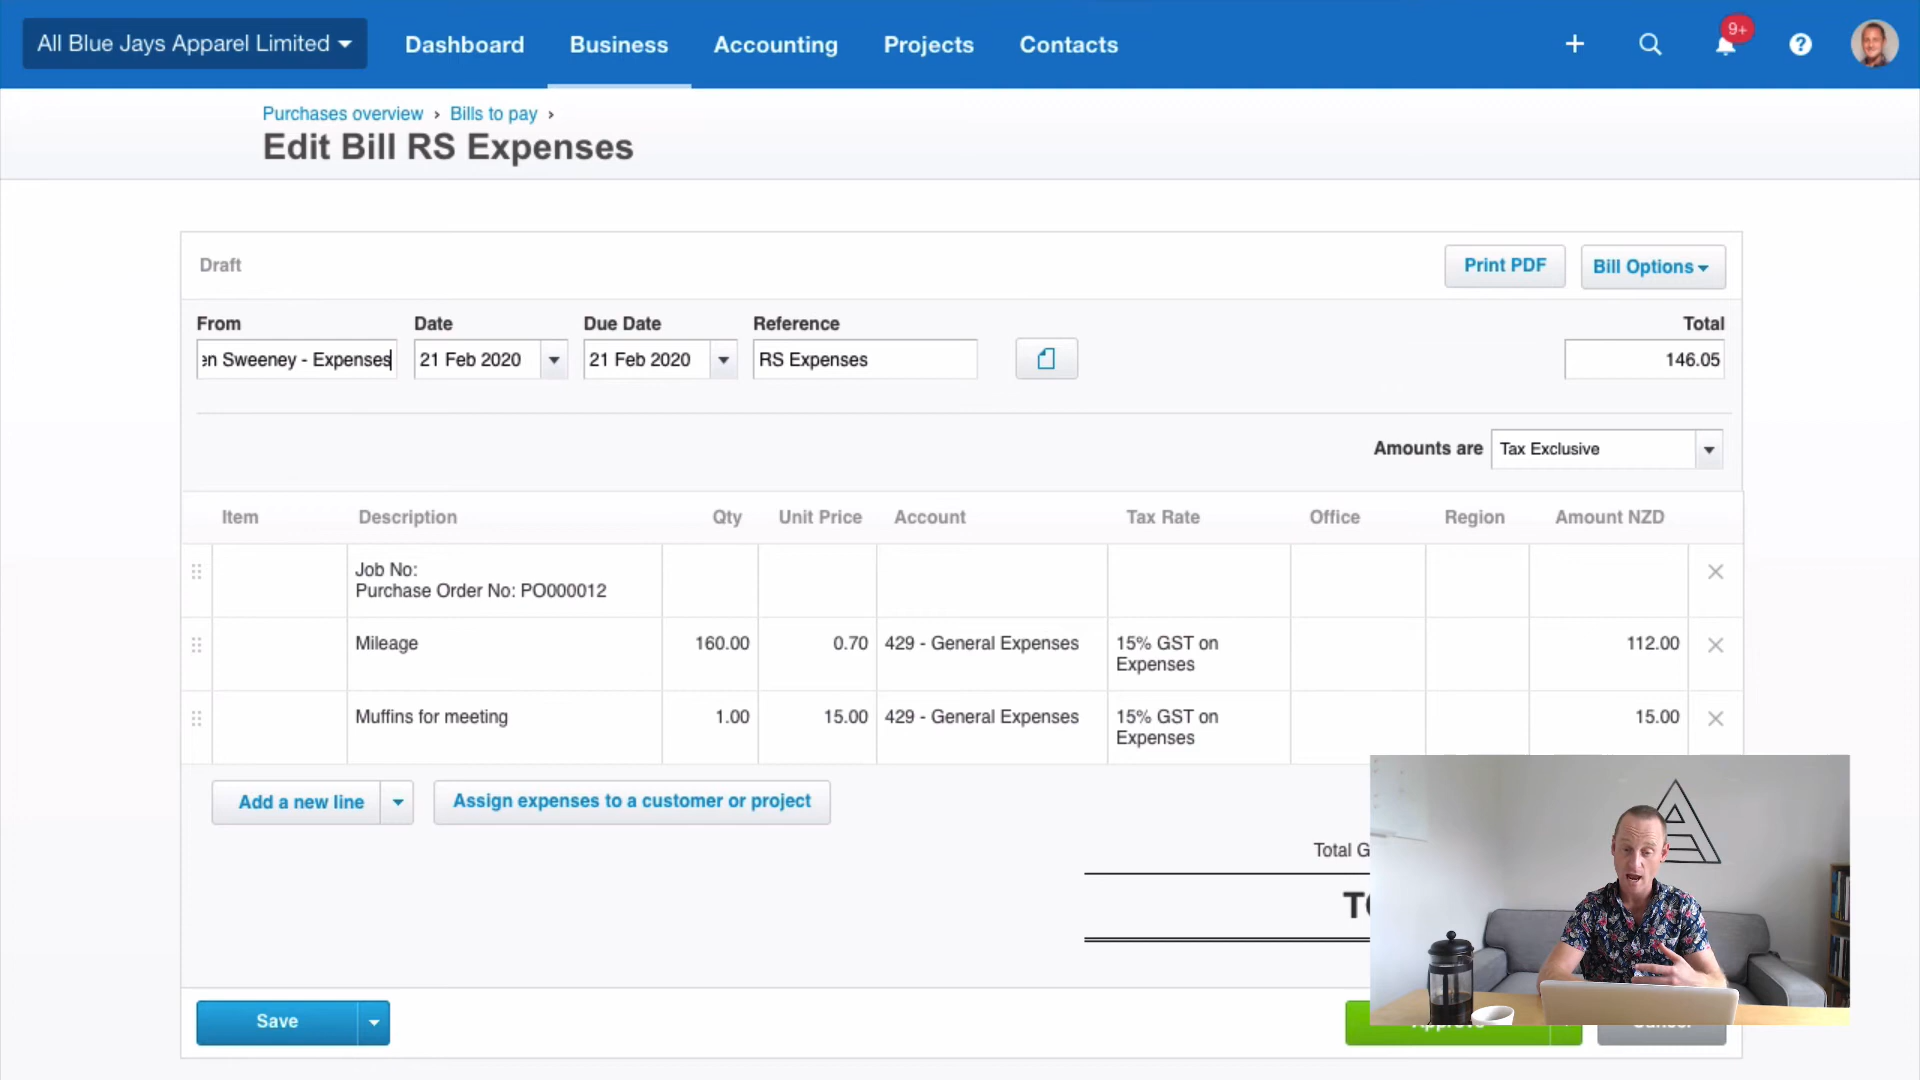 All Blue Jays Apparel Limited
Dashboard
Business
Accounting
Projects
Contacts
9+
Purchases overview › Bills to pay ›
Edit Bill RS Expenses
Draft
Print PDF
Bill Options
From
Date
Due Date
Reference
Total
en Sweeney - Expenses
21 Feb 2020
21 Feb 2020
RS Expenses
146.05
Amounts are
Tax Exclusive
Item
Description
Qty
Unit Price
Account
Tax Rate
Office
Region
Amount NZD
Job No:
Purchase Order No: PO000012
Mileage
160.00
0.70
429 - General Expenses
15% GST on
Expenses
112.00
Muffins for meeting
1.00
15.00
429 - General Expenses
15% GST on
Expenses
15.00
Add a new line
Assign expenses to a customer or project
Total G
TO
Save